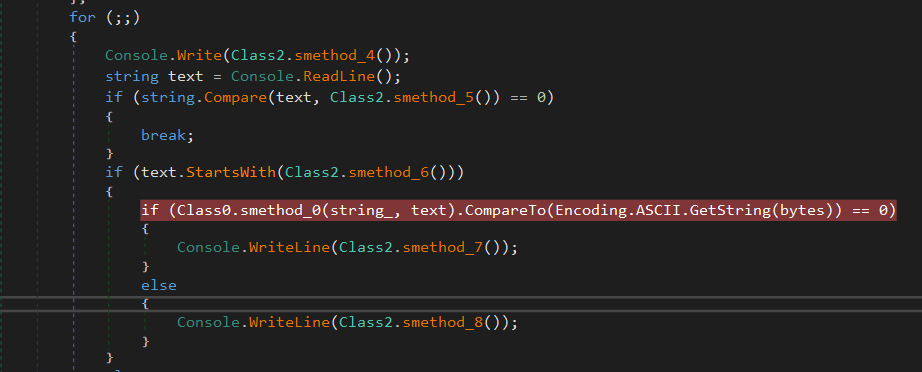 for (;;)
{
Console.Write(Class2.smethod_4());
string text = Console.ReadLine();
if (string.Compare(text, Class2.smethod_5()) == 0)
{
break;
}
if (text.StartsWith(Class2.smethod_6()))
{
if (Class0.smethod_0(string_, text).CompareTo(Encoding.ASCII.GetString(bytes)) == 0)
{
Console.WriteLine(Class2.smethod_7());
}
else
{
Console.WriteLine(Class2.smethod_8());
}
}